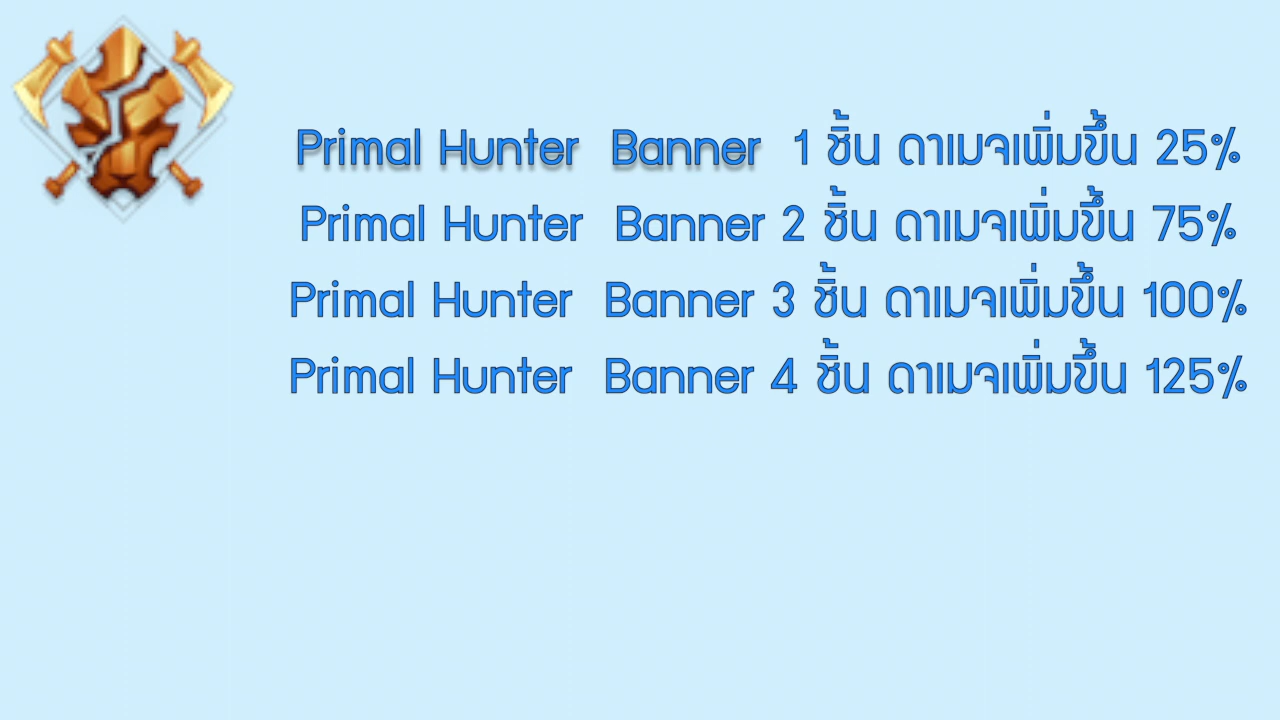 Primal Hunter Banner 1 ชิ้น ดาเมจเพิ่มขึ้น 25%
Primal Hunter Banner 2 ชิ้น ดาเมจเพิ่มขึ้น 75%
Primal Hunter Banner 3 ชิ้น ดาเมจเพิ่มขึ้น 100%
Primal Hunter Banner 4 ชิ้น ดาเมจเพิ่มขึ้น 125%